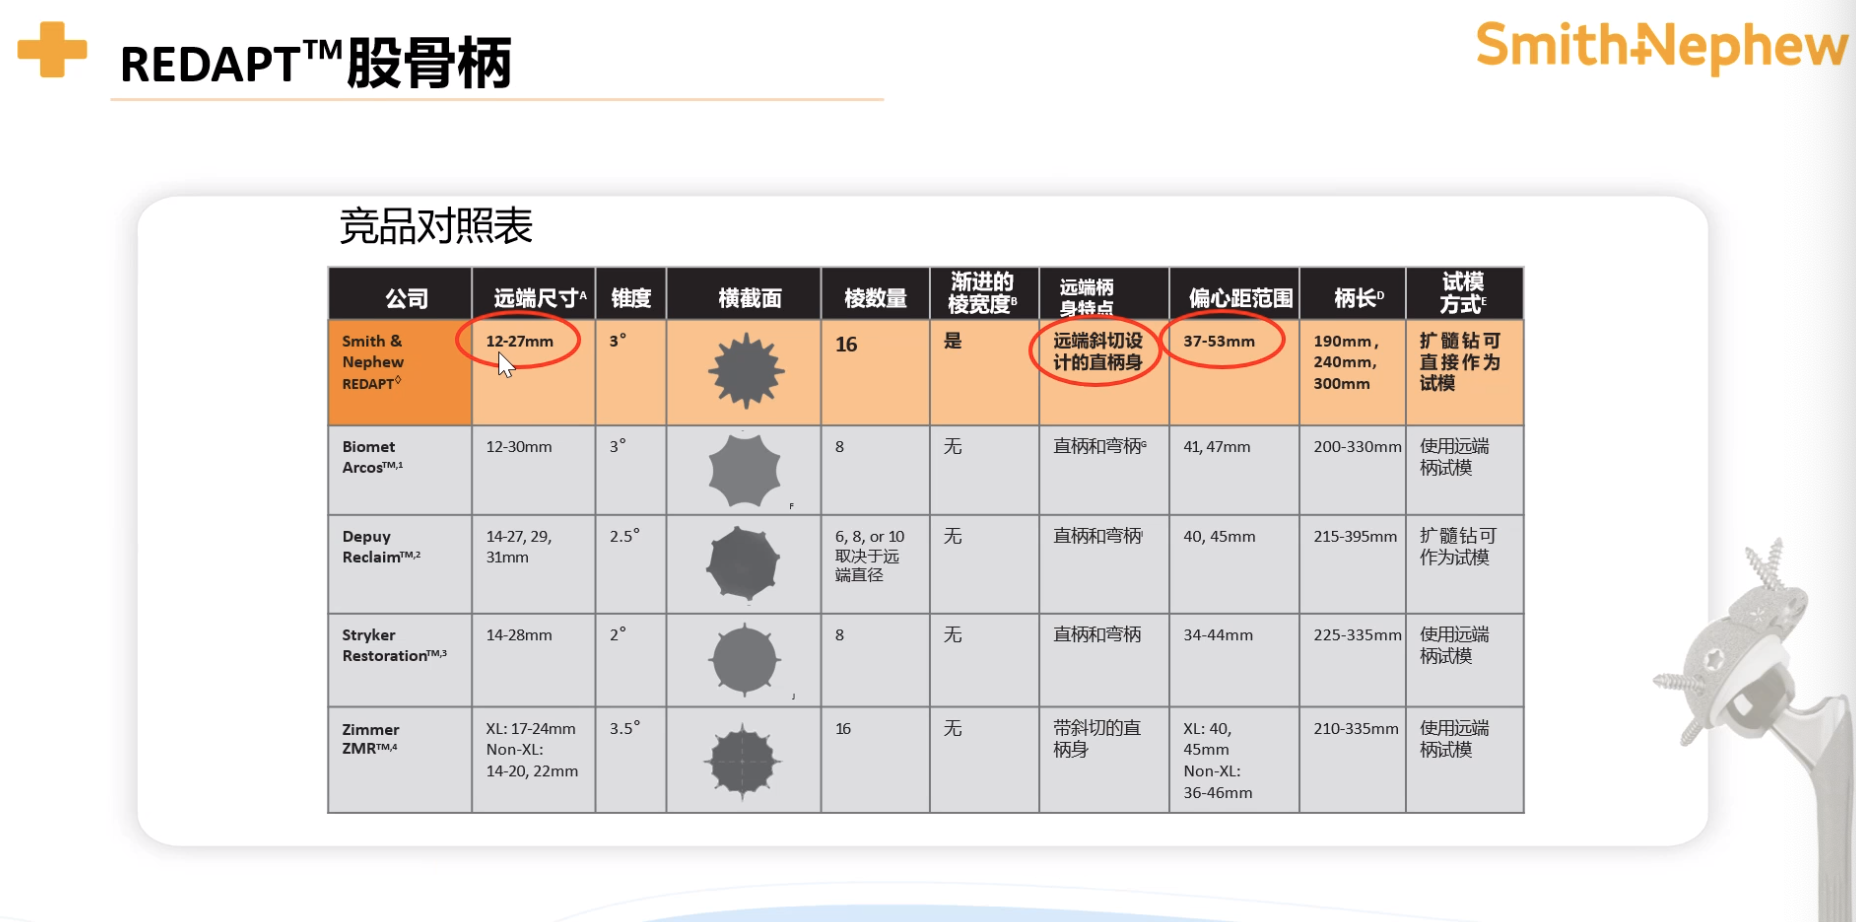 REDAPT™股骨柄
Smith+Nephew
竞品对照表
公司
远端尺寸A
锥度
横截面
棱数量
渐进的
棱宽度B
远端柄
身特点
偏心距范围
柄长D
试模
方式E
Smith &
Nephew
REDAPT◊
12-27mm
3°
16
是
远端斜切设
计的直柄身
37-53mm
190mm,
240mm,
300mm
扩髓钻可
直接作为
试模
Biomet
Arcos™,1
12-30mm
3°
F
8
无
直柄和弯柄G
41, 47mm
200-330mm
使用远端
柄试模
Depuy
Reclaim™,2
14-27, 29,
31mm
2.5°
6, 8, or 10
取决于远
端直径
无
直柄和弯柄
40, 45mm
215-395mm
扩髓钻可
作为试模
Stryker
Restoration™,3
14-28mm
2°
J
8
无
直柄和弯柄
34-44mm
225-335mm
使用远端
柄试模
Zimmer
ZMR™,4
XL: 17-24mm
Non-XL:
14-20, 22mm
3.5°
16
无
带斜切的直
柄身
XL: 40,
45mm
Non-XL:
36-46mm
210-335mm
使用远端
柄试模